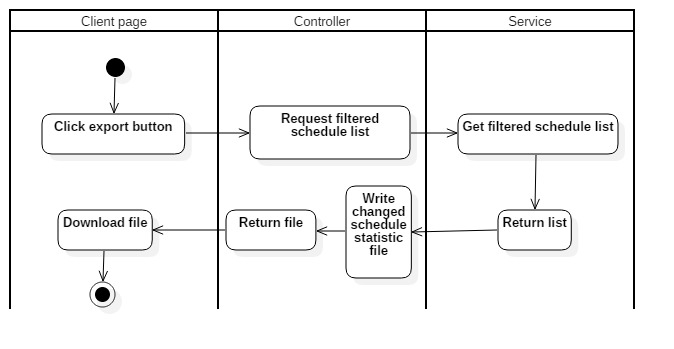 Client page
Controller
Service
Click export button
Request filtered
schedule list
Get filtered schedule list
Download file
Return file
Write
changed
schedule
statistic
file
Return list